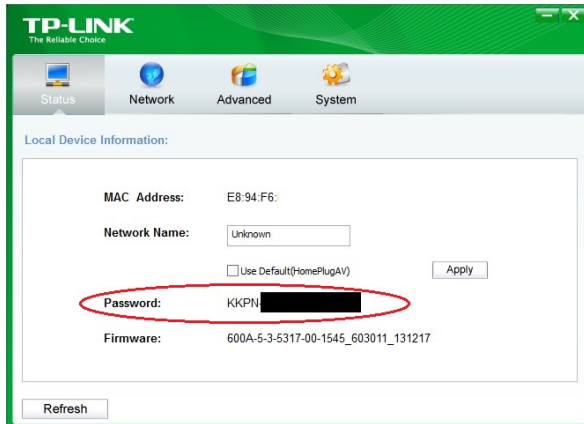 TP-LINK
The Reliable Choice
Status Network Advanced System
Local Device Information:
MAC Address: E8:94:F6:
Network Name: Unknown
Use Default(HomePlugAV) Apply
Password: KKPN-
Firmware: 600A-5-3-5317-00-1545_603011_131217
Refresh